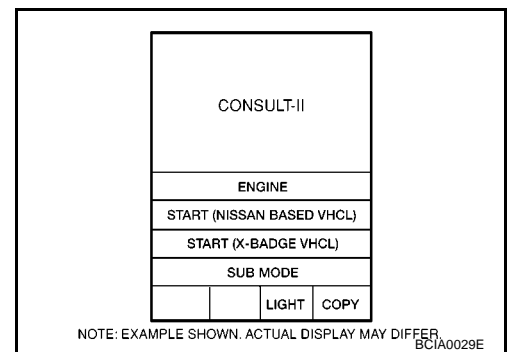 CONSULT-II
ENGINE
START (NISSAN BASED VHCL)
START (X-BADGE VHCL)
SUB MODE
LIGHT COPY
NOTE: EXAMPLE SHOWN. ACTUAL DISPLAY MAY DIFFER.
BCIA0029E